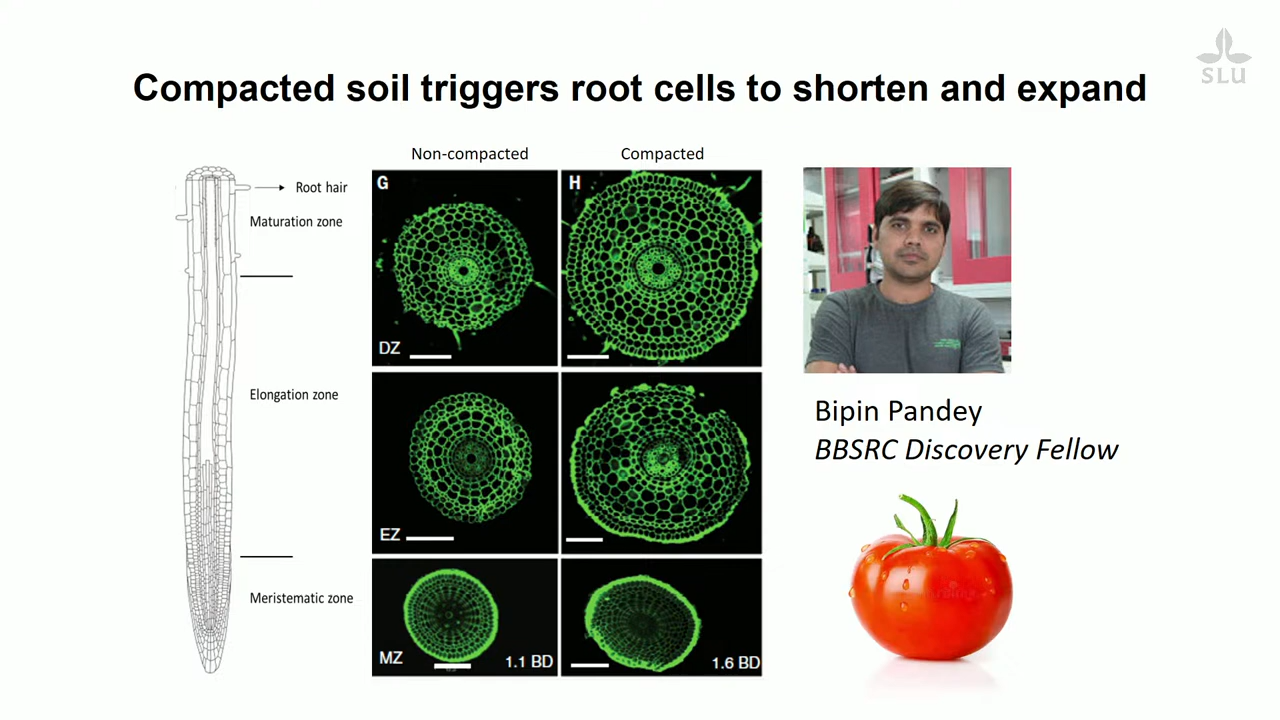 SLU
Compacted soil triggers root cells to shorten and expand
Non-compacted
Compacted
Root hair
Maturation zone
Elongation zone
Meristematic zone
G
H
DZ
EZ
MZ
1.1 BD
1.6 BD
Bipin Pandey
BBSRC Discovery Fellow